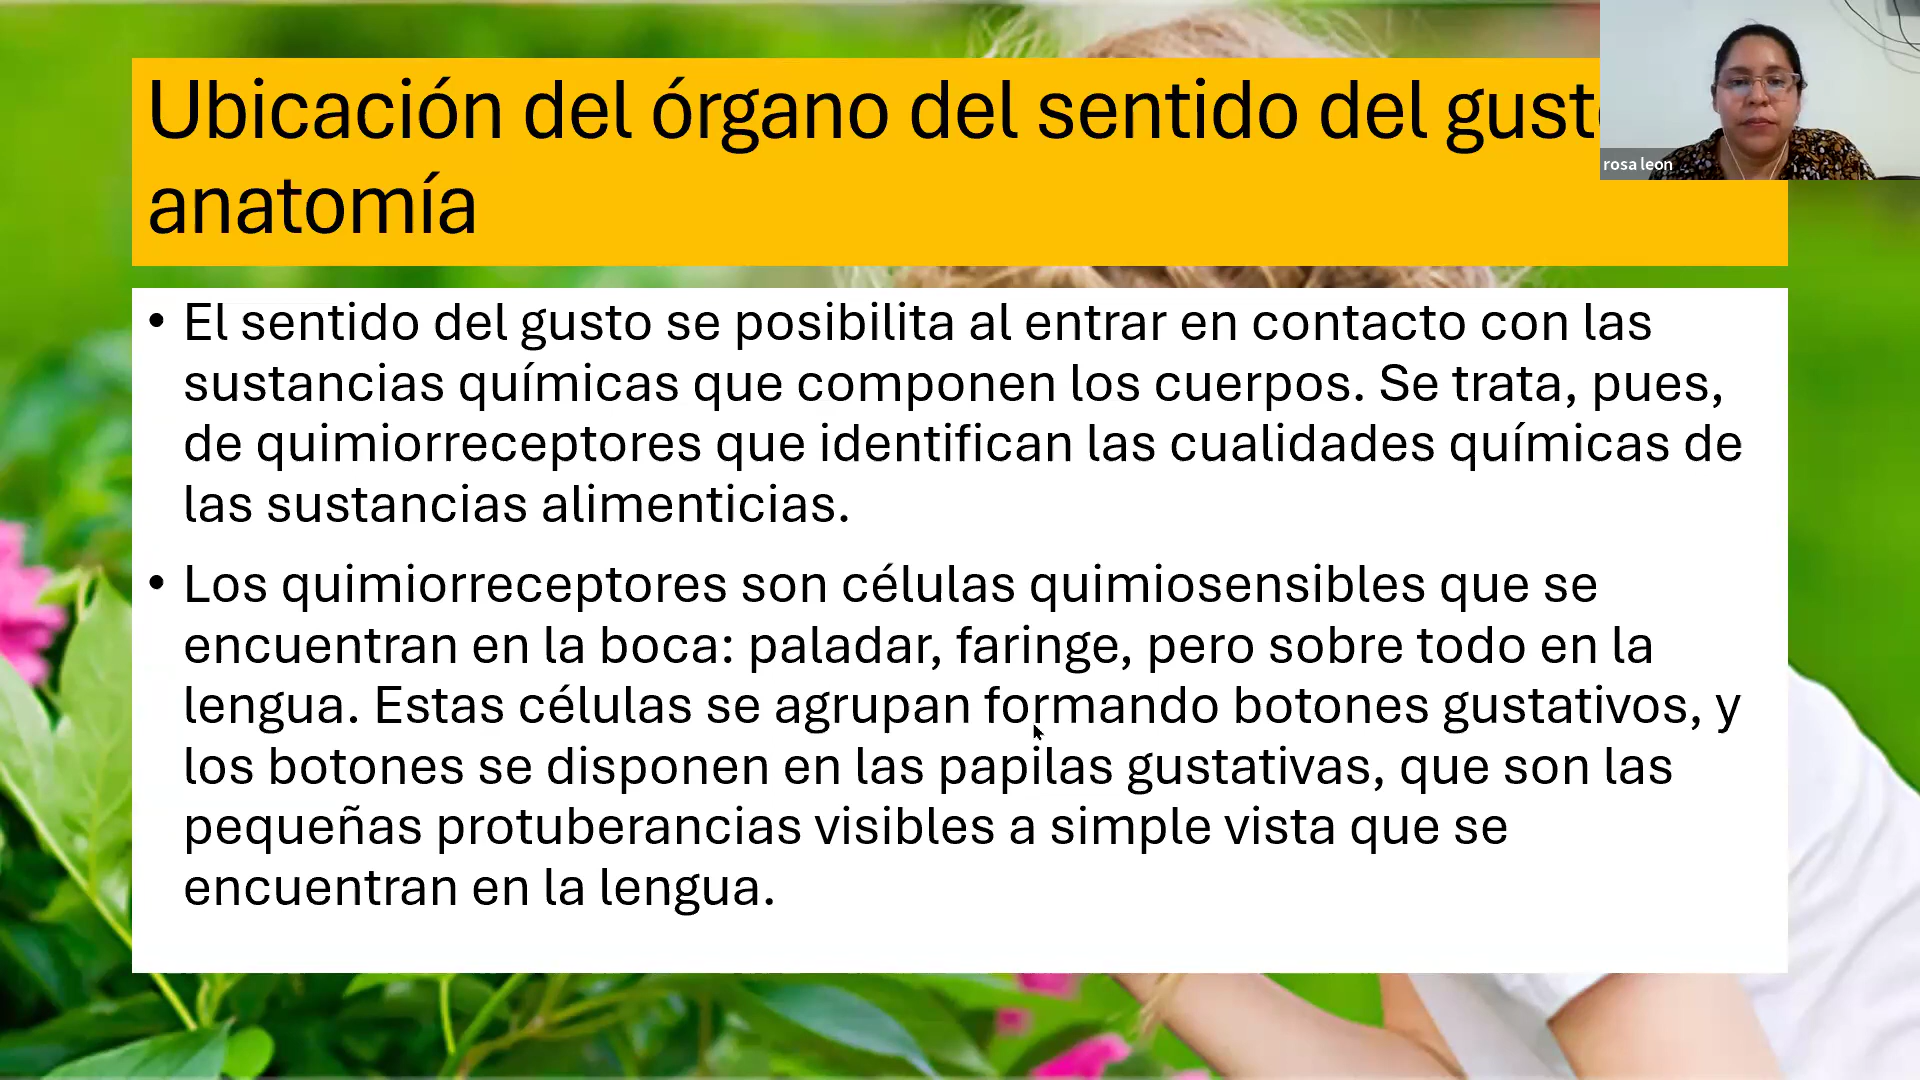 Ubicación del órgano del sentido del gusto
anatomía
rosa leon
• El sentido del gusto se posibilita al entrar en contacto con las
sustancias químicas que componen los cuerpos. Se trata, pues,
de quimiorreceptores que identifican las cualidades químicas de
las sustancias alimenticias.
• Los quimiorreceptores son células quimiosensibles que se
encuentran en la boca: paladar, faringe, pero sobre todo en la
lengua. Estas células se agrupan formando botones gustativos, y
los botones se disponen en las papilas gustativas, que son las
pequeñas protuberancias visibles a simple vista que se
encuentran en la lengua.